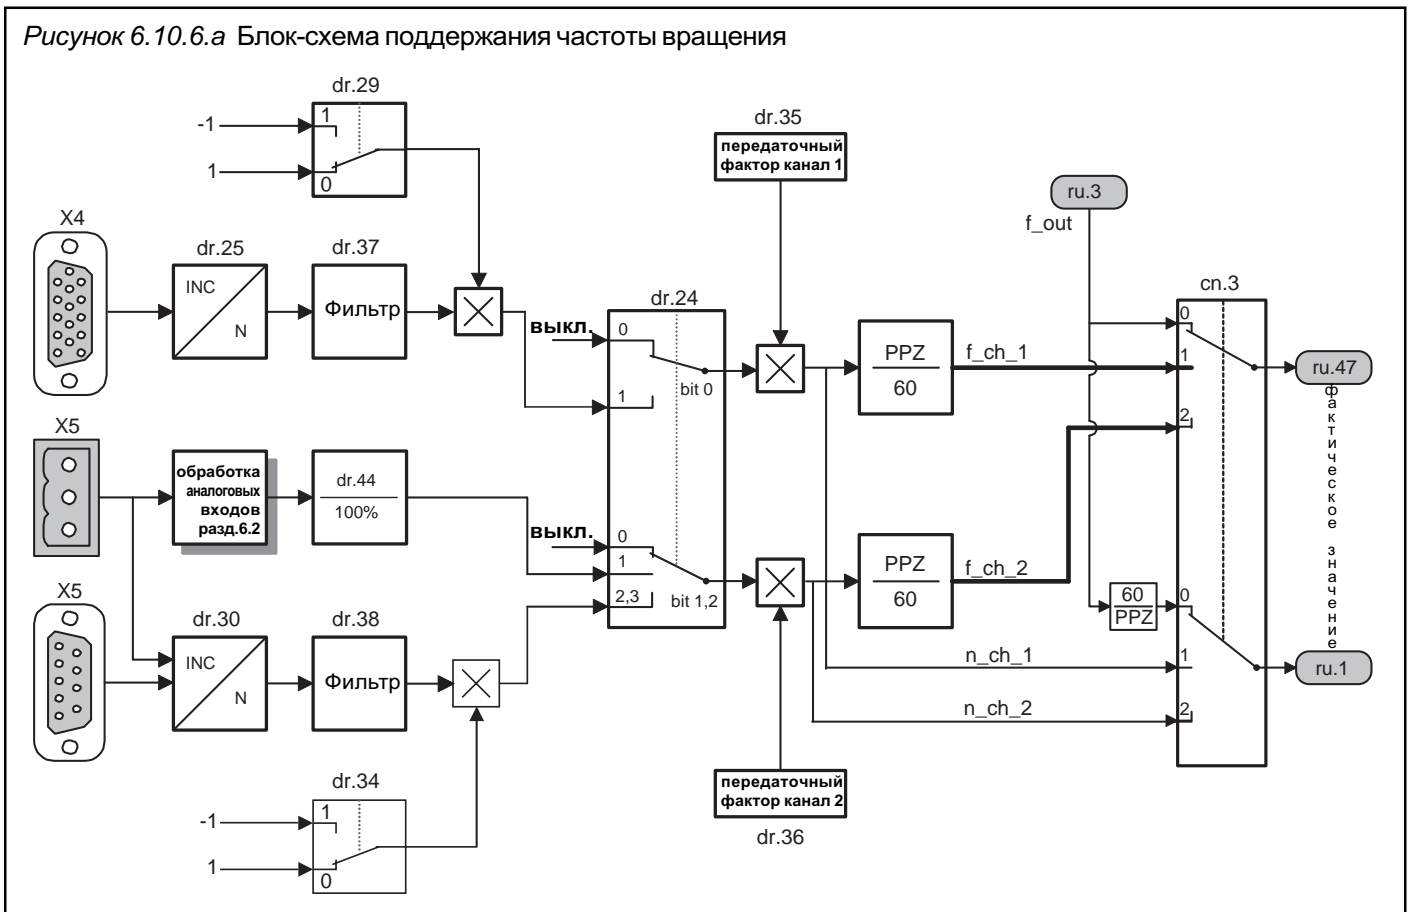 Рисунок 6.10.6.а Блок-схема поддержания частоты вращения
dr.29
-1
1
1
0
dr.35
передаточный
фактор канал 1
ru.3
f_out
X4
dr.25
INC
N
dr.37
Фильтр
dr.24
выкл.
0
bit 0
1
PPZ
60
f_ch_1
cn.3
0
1
2
ru.47
фактическое значение
X5
обработка
аналоговых
входов
разд.6.2
dr.44
100%
выкл.
0
1
2,3
bit 1,2
PPZ
60
f_ch_2
60
PPZ
0
1
2
ru.1
X5
dr.30
INC
N
dr.38
Фильтр
n_ch_1
n_ch_2
dr.34
-1
1
1
0
передаточный
фактор канал 2
dr.36